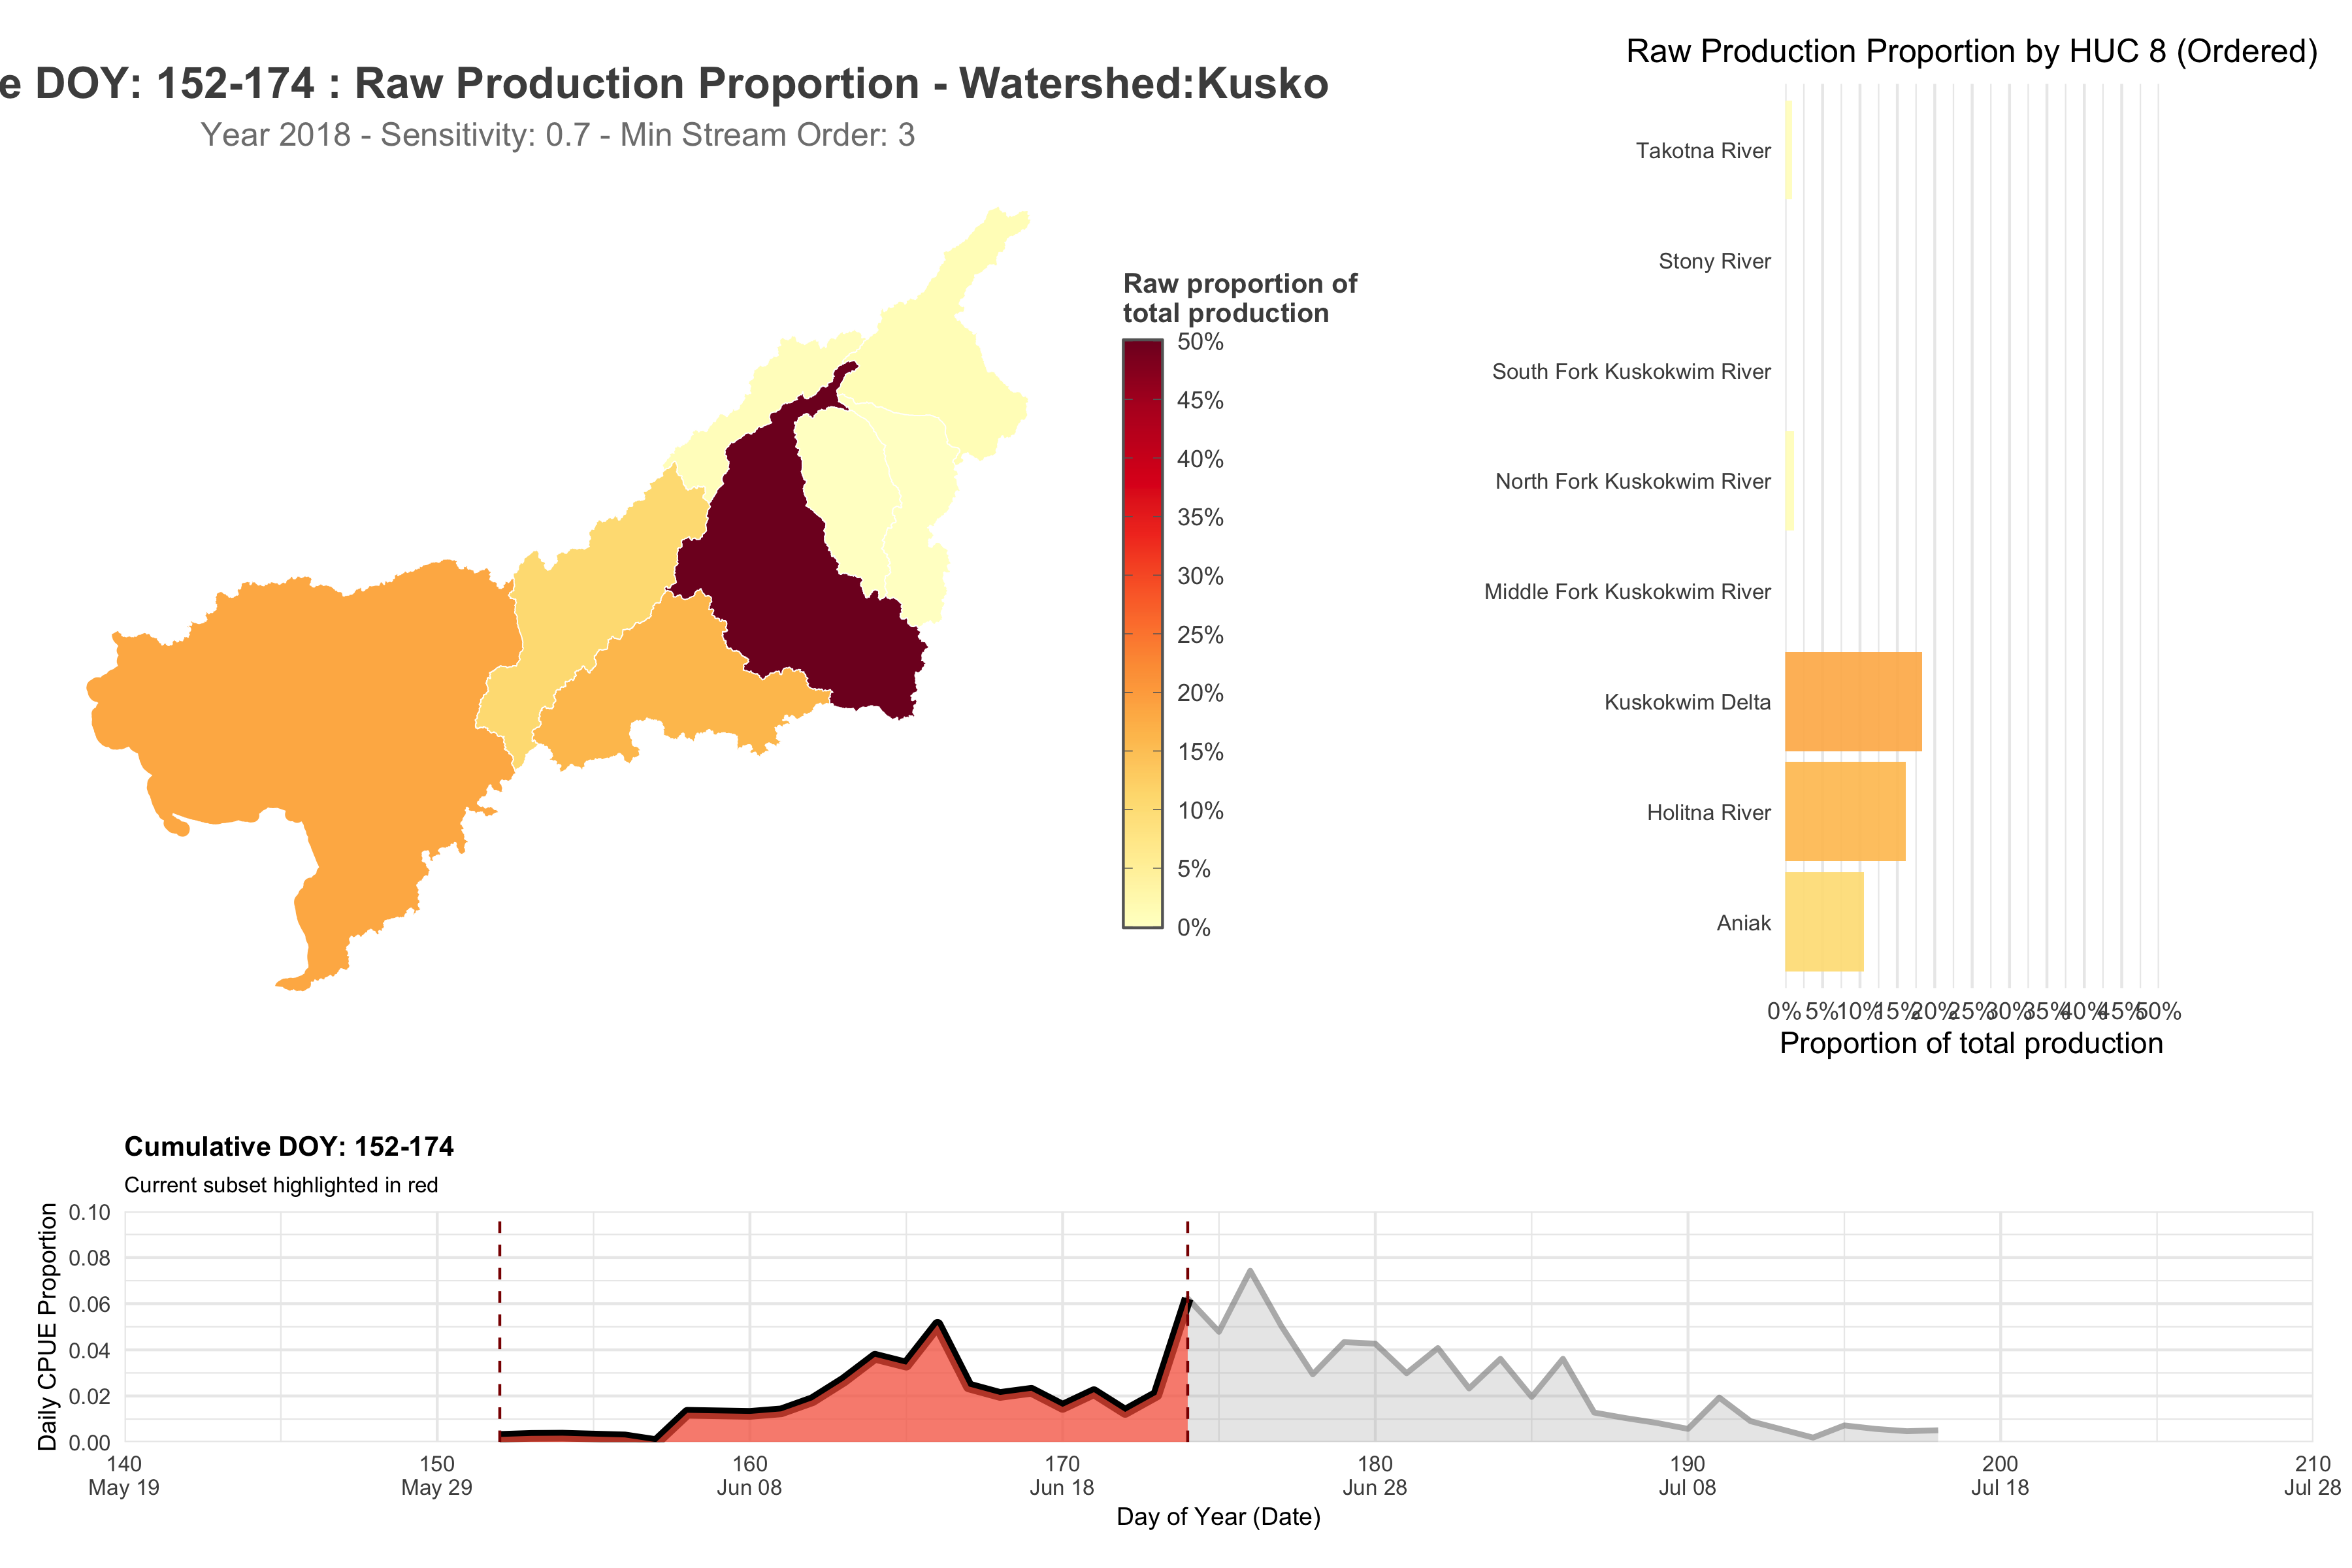 e DOY: 152-174 : Raw Production Proportion - Watershed:Kusko
Year 2018 - Sensitivity: 0.7 - Min Stream Order: 3
Raw proportion of
total production
50%
45%
40%
35%
30%
25%
20%
15%
10%
5%
0%
Raw Production Proportion by HUC 8 (Ordered)
Takotna River
Stony River
South Fork Kuskokwim River
North Fork Kuskokwim River
Middle Fork Kuskokwim River
Kuskokwim Delta
Holitna River
Aniak
0% 5% 10% 15% 20% 25% 30% 35% 40% 45% 50%
Proportion of total production
Cumulative DOY: 152-174
Current subset highlighted in red
Daily CPUE Proportion
0.10
0.08
0.06
0.04
0.02
0.00
140 150 160 170 180 190 200 210
May 19 May 29 Jun 08 Jun 18 Jun 28 Jul 08 Jul 18 Jul 28
Day of Year (Date)